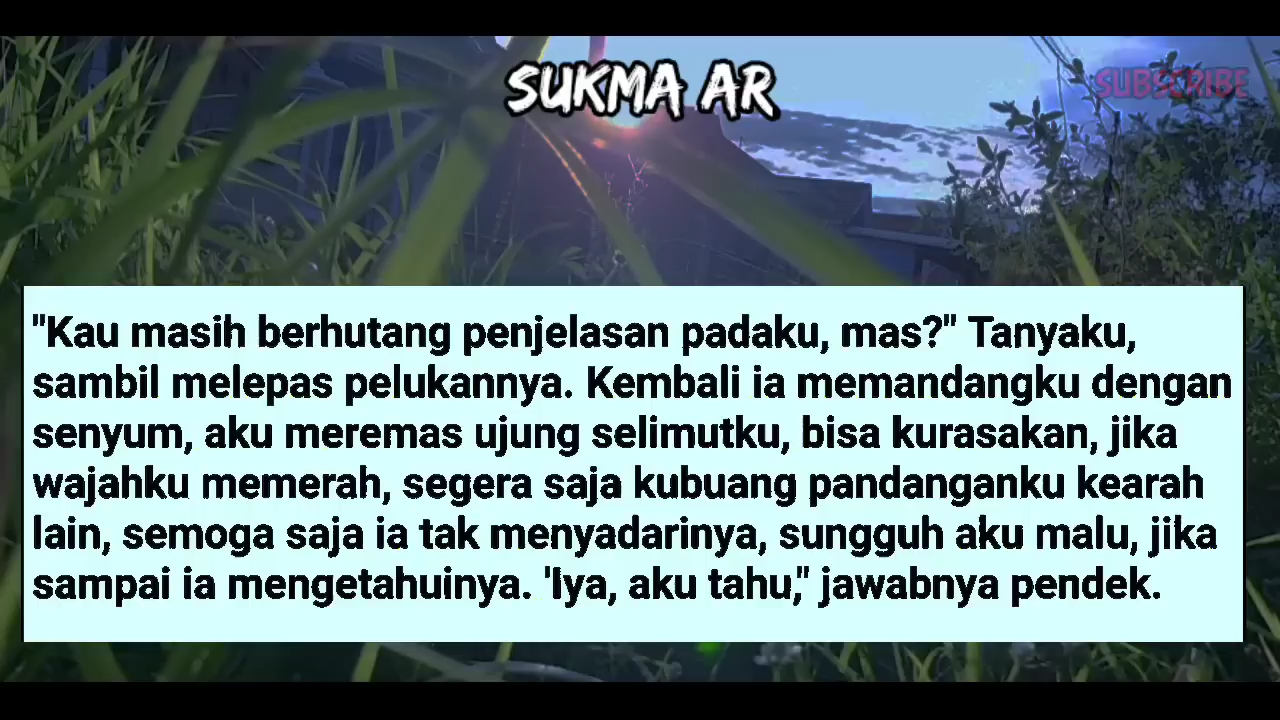 SUKMA AR
SUBSCRIBE
"Kau masih berhutang penjelasan padaku, mas?" Tanyaku,
sambil melepas pelukannya. Kembali ia memandangku dengan
senyum, aku meremas ujung selimutku, bisa kurasakan, jika
wajahku memerah, segera saja kubuang pandanganku kearah
lain, semoga saja ia tak menyadarinya, sungguh aku malu, jika
sampai ia mengetahuinya. 'Iya, aku tahu," jawabnya pendek.